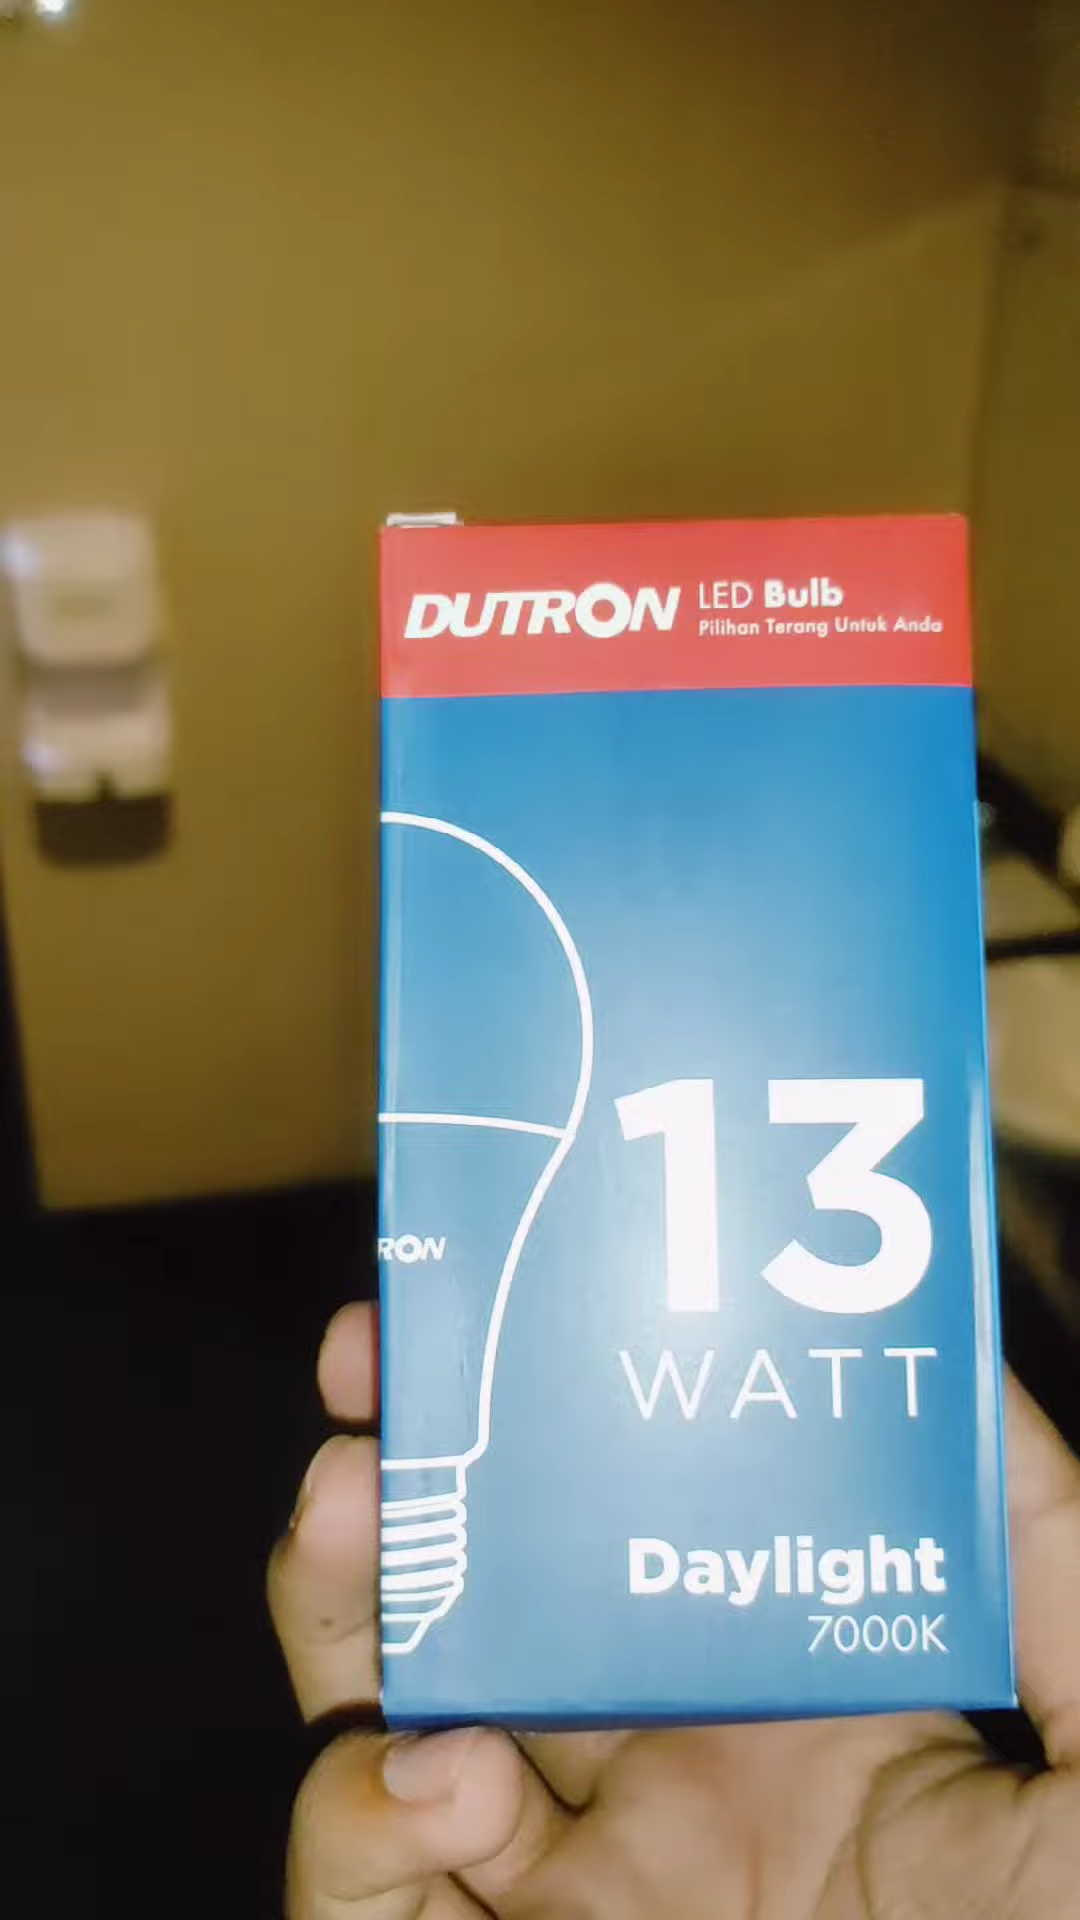 DUTRON LED Bulb
Pilihan Terang Untuk Anda
RON
13
WATT
Daylight
7000K